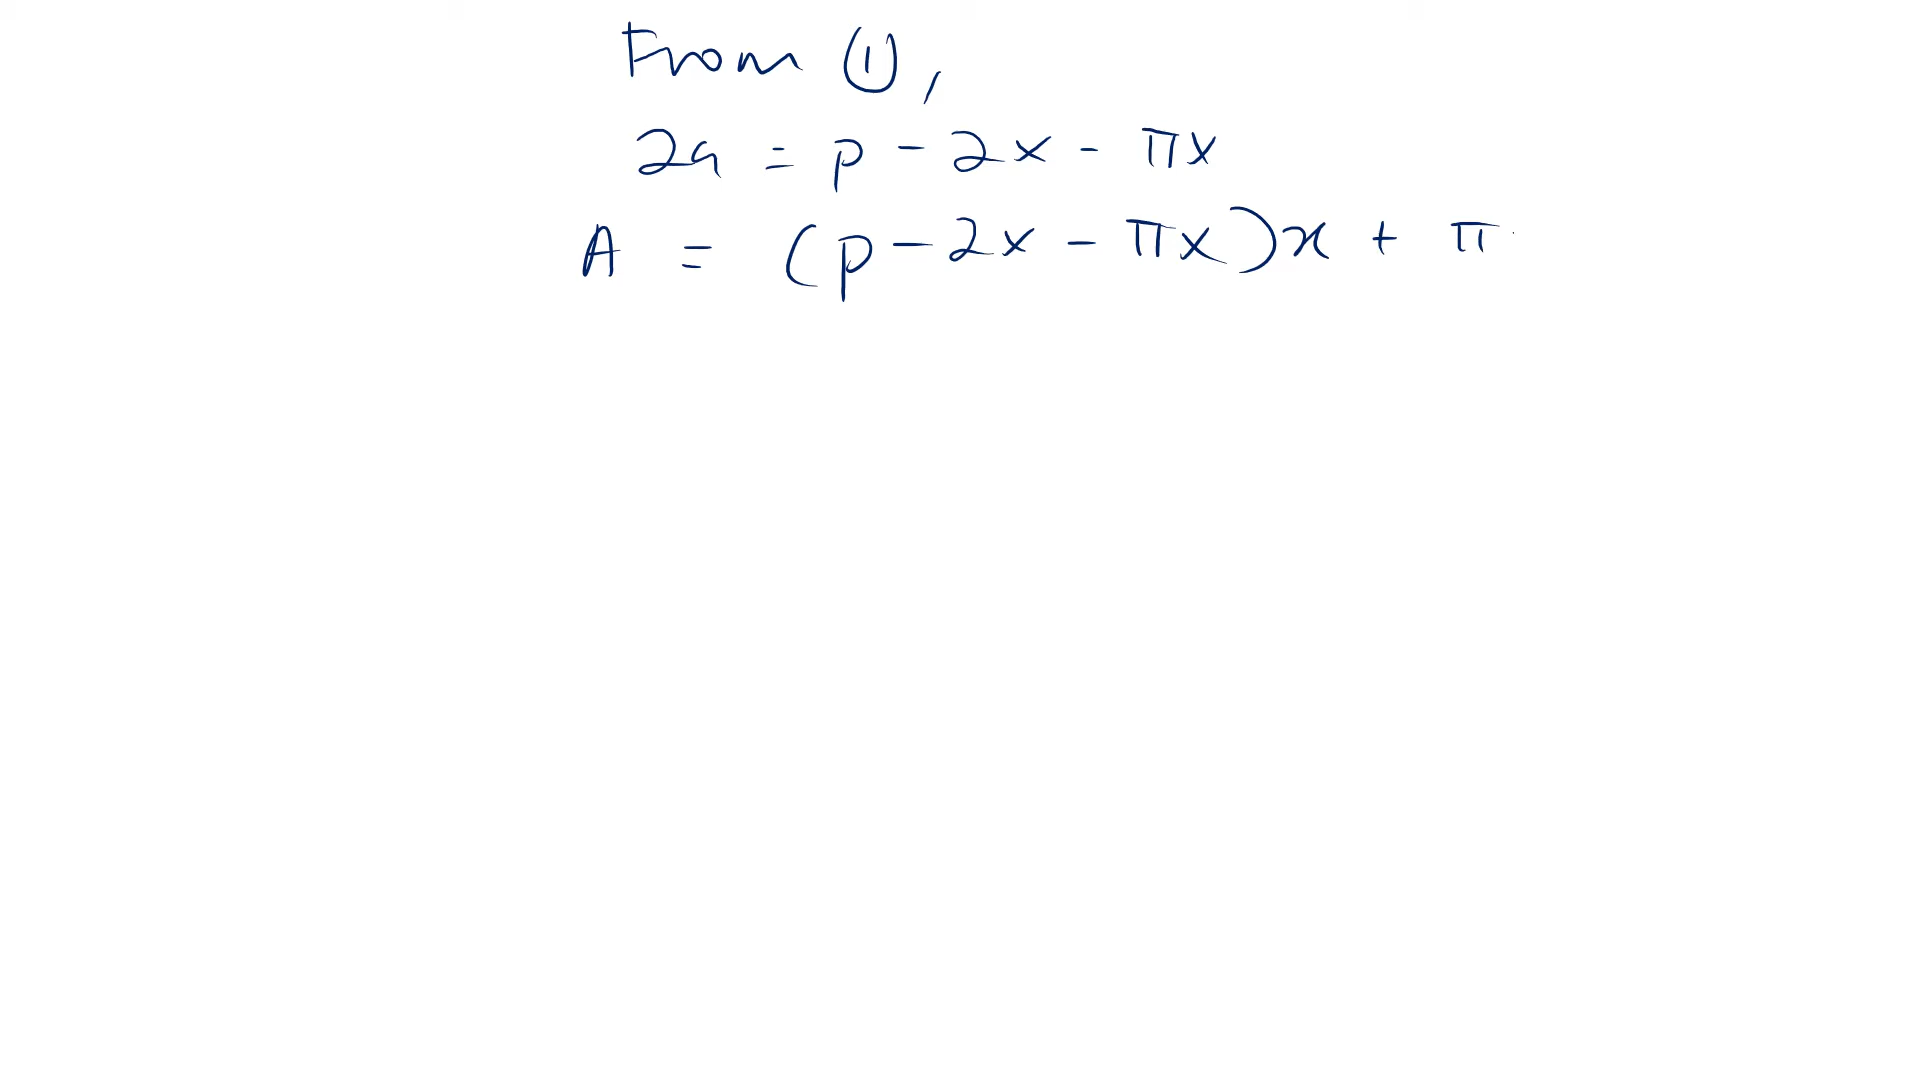 From ①,
2a = p - 2x - πx
A = (p - 2x - πx)x + π